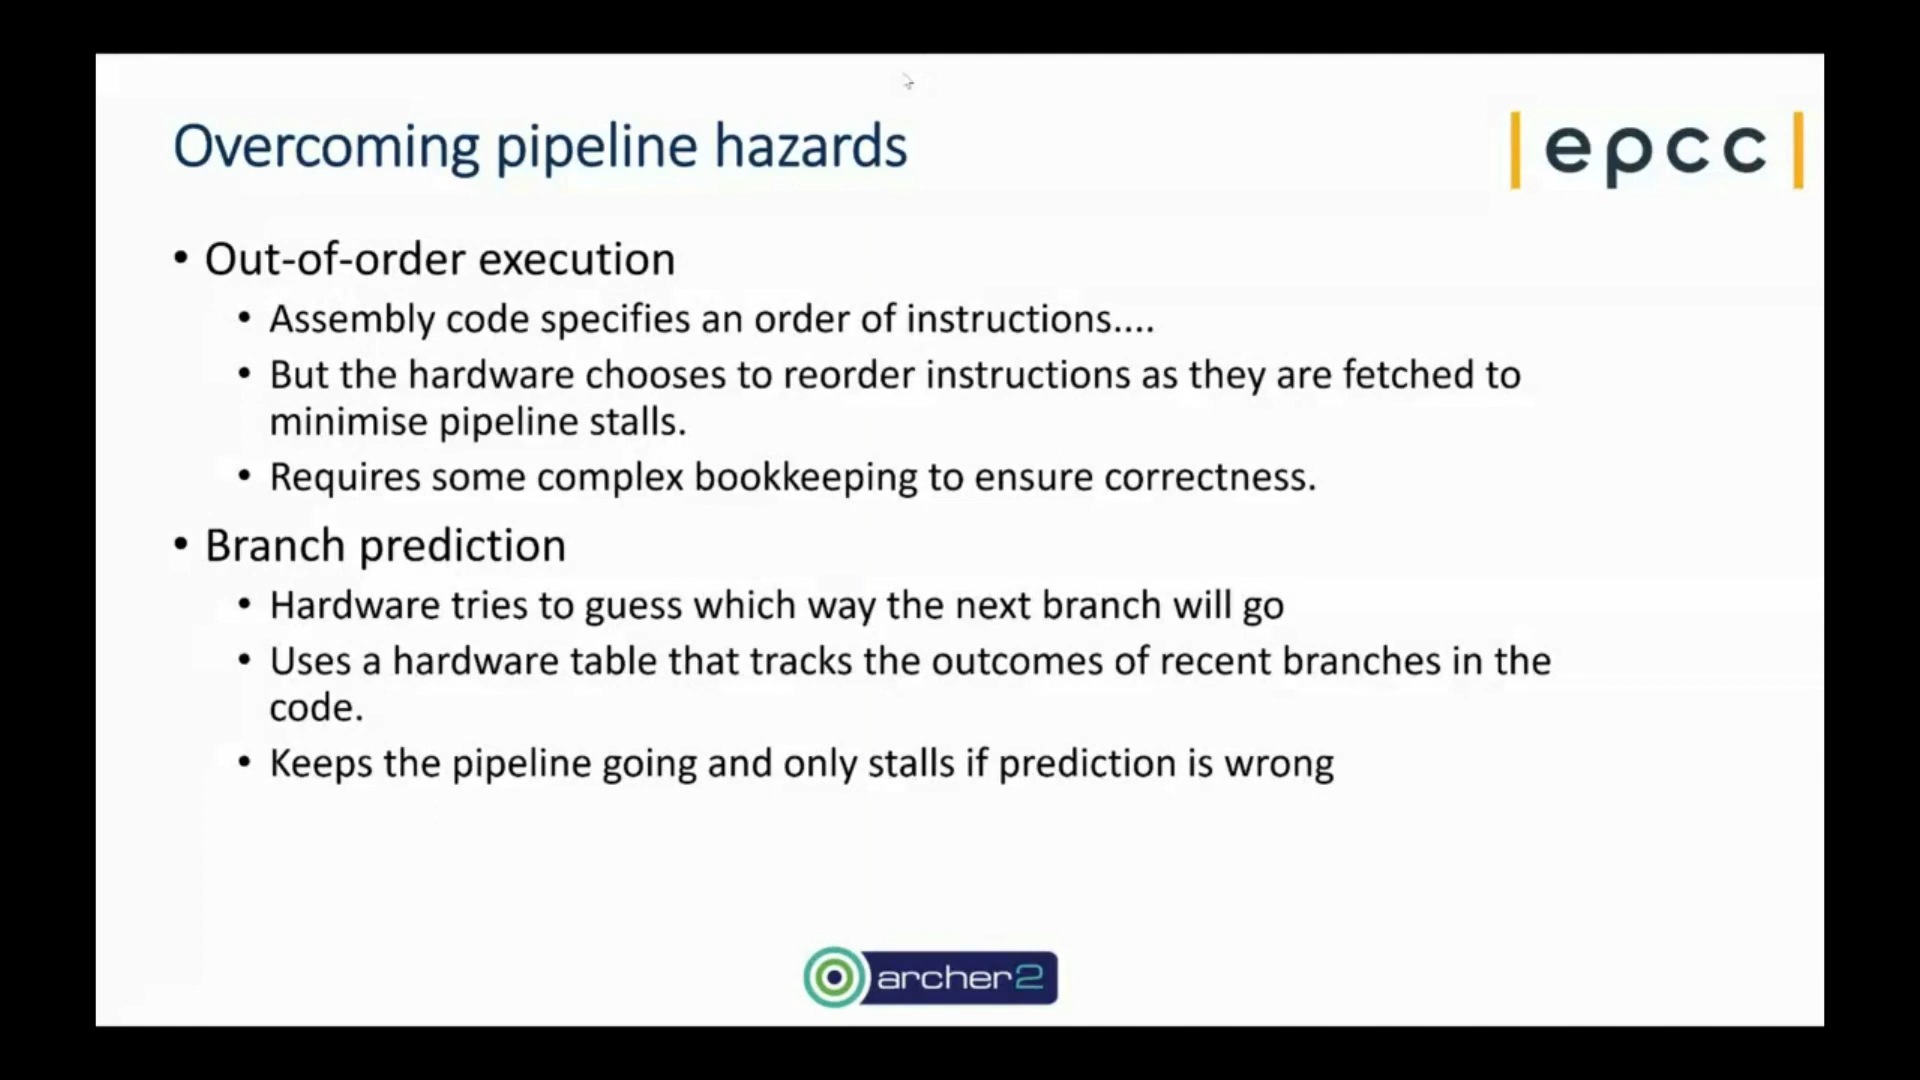 Overcoming pipeline hazards
|epcc|
• Out-of-order execution
• Assembly code specifies an order of instructions....
• But the hardware chooses to reorder instructions as they are fetched to
minimise pipeline stalls.
• Requires some complex bookkeeping to ensure correctness.
• Branch prediction
• Hardware tries to guess which way the next branch will go
• Uses a hardware table that tracks the outcomes of recent branches in the
code.
• Keeps the pipeline going and only stalls if prediction is wrong
archer2